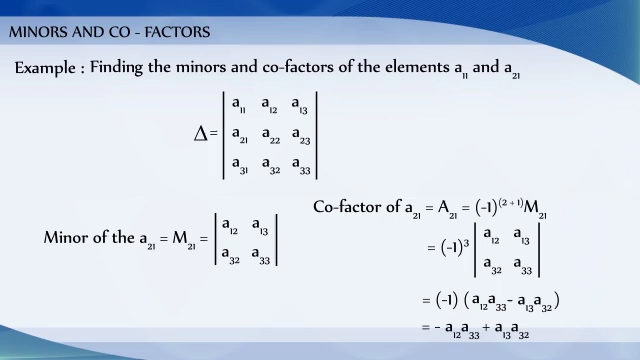 MINORS AND CO - FACTORS
Example : Finding the minors and co-factors of the elements a₁₁ and a₂₁
a₁₁ a₁₂ a₁₃
Δ = a₂₁ a₂₂ a₂₃
a₃₁ a₃₂ a₃₃
Minor of the a₂₁ = M₂₁ = | a₁₂ a₁₃ |
| a₃₂ a₃₃ |
Co-factor of a₂₁ = A₂₁ = (-1)⁽²⁺¹⁾M₂₁
= (-1)³ | a₁₂ a₁₃ |
| a₃₂ a₃₃ |
= (-1) (a₁₂a₃₃ - a₁₃a₃₂)
= - a₁₂a₃₃ + a₁₃a₃₂